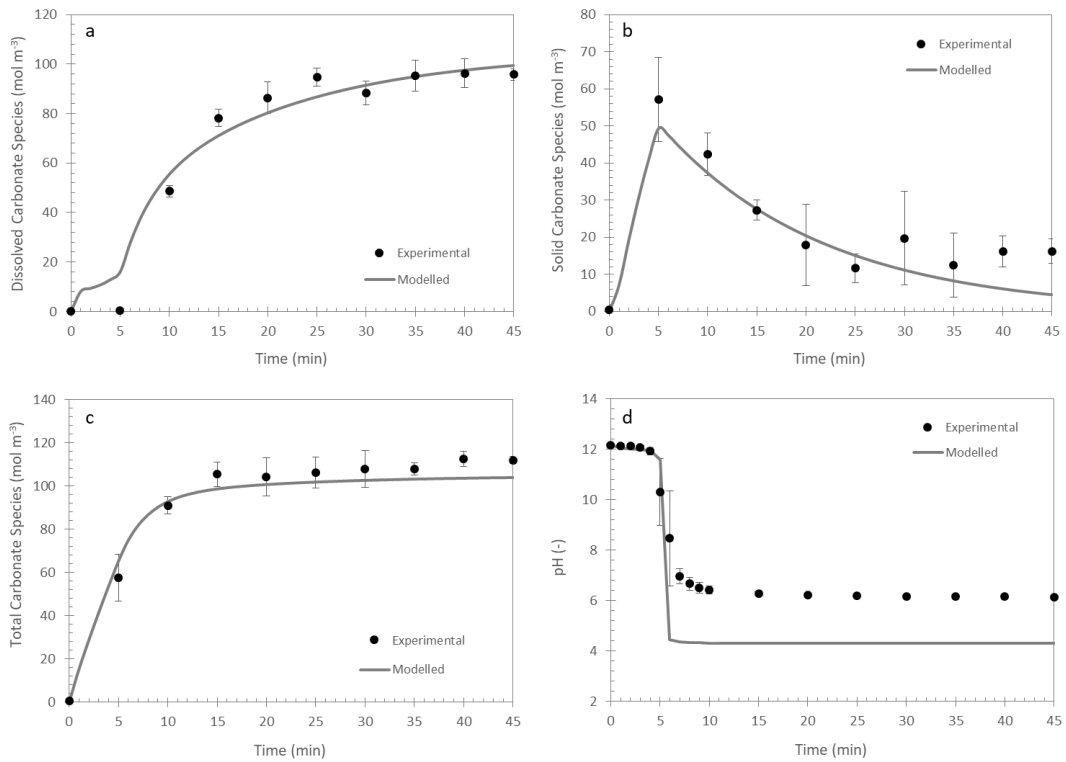 a
Dissolved Carbonate Species (mol m⁻³)
120
100
80
60
40
20
0
Experimental
Modelled
0 5 10 15 20 25 30 35 40 45
Time (min)
b
Solid Carbonate Species (mol m⁻³)
80
70
60
50
40
30
20
10
0
Experimental
Modelled
0 5 10 15 20 25 30 35 40 45
Time (min)
c
Total Carbonate Species (mol m⁻³)
140
120
100
80
60
40
20
0
Experimental
Modelled
0 5 10 15 20 25 30 35 40 45
Time (min)
d
pH (-)
14
12
10
8
6
4
2
Experimental
Modelled
0 5 10 15 20 25 30 35 40 45
Time (min)